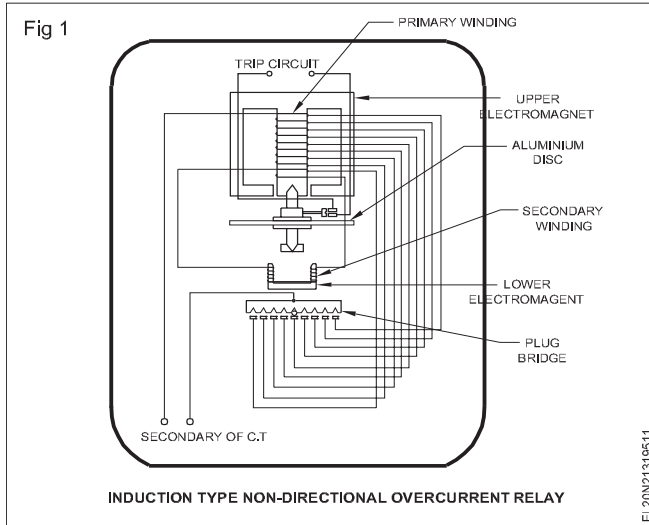 Fig 1
PRIMARY WINDING
TRIP CIRCUIT
UPPER
ELECTROMAGNET
ALUMINIUM
DISC
SECONDARY
WINDING
LOWER
ELECTROMAGENT
PLUG
BRIDGE
SECONDARY OF C.T
INDUCTION TYPE NON-DIRECTIONAL OVERCURRENT RELAY
EL20N21319511